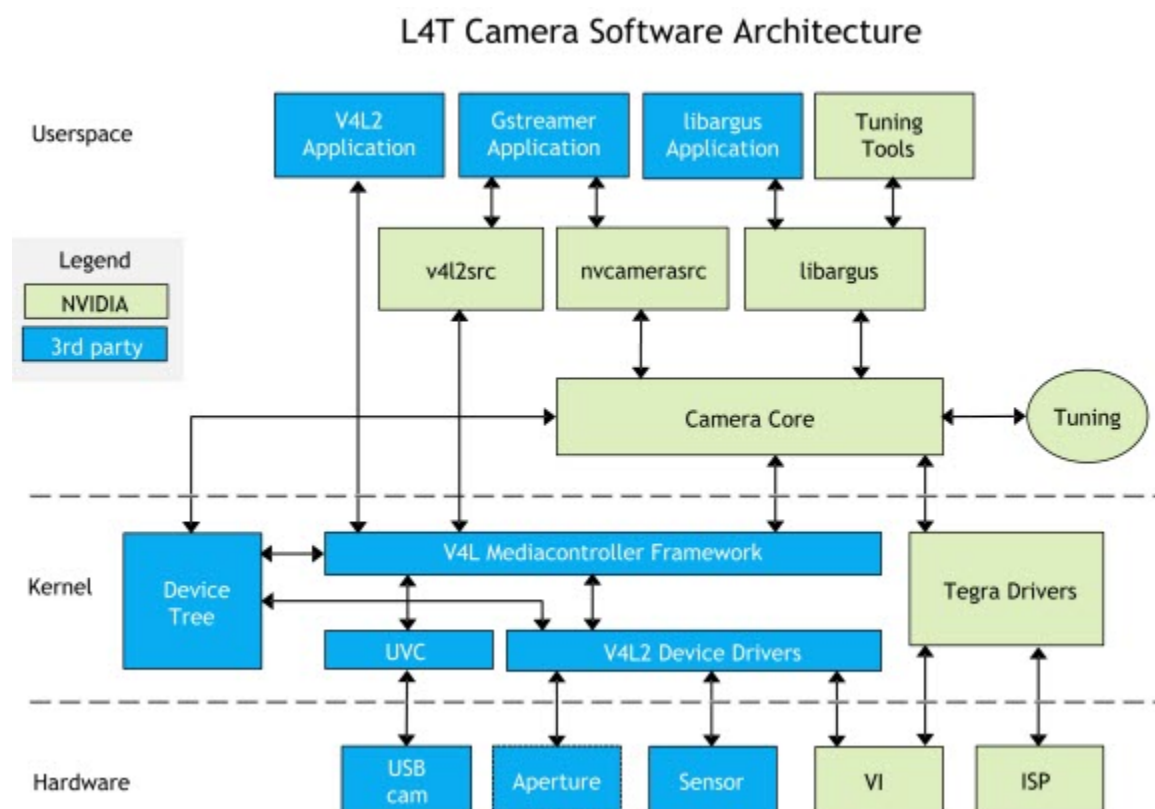 L4T Camera Software Architecture
Userspace
V4L2
Application
Gstreamer
Application
libargus
Application
Tuning
Tools
Legend
NVIDIA
3rd party
v4l2src
nvcamerasrc
libargus
Camera Core
Tuning
Kernel
Device
Tree
V4L Mediacontroller Framework
UVC
V4L2 Device Drivers
Tegra Drivers
Hardware
USB
cam
Aperture
Sensor
VI
ISP